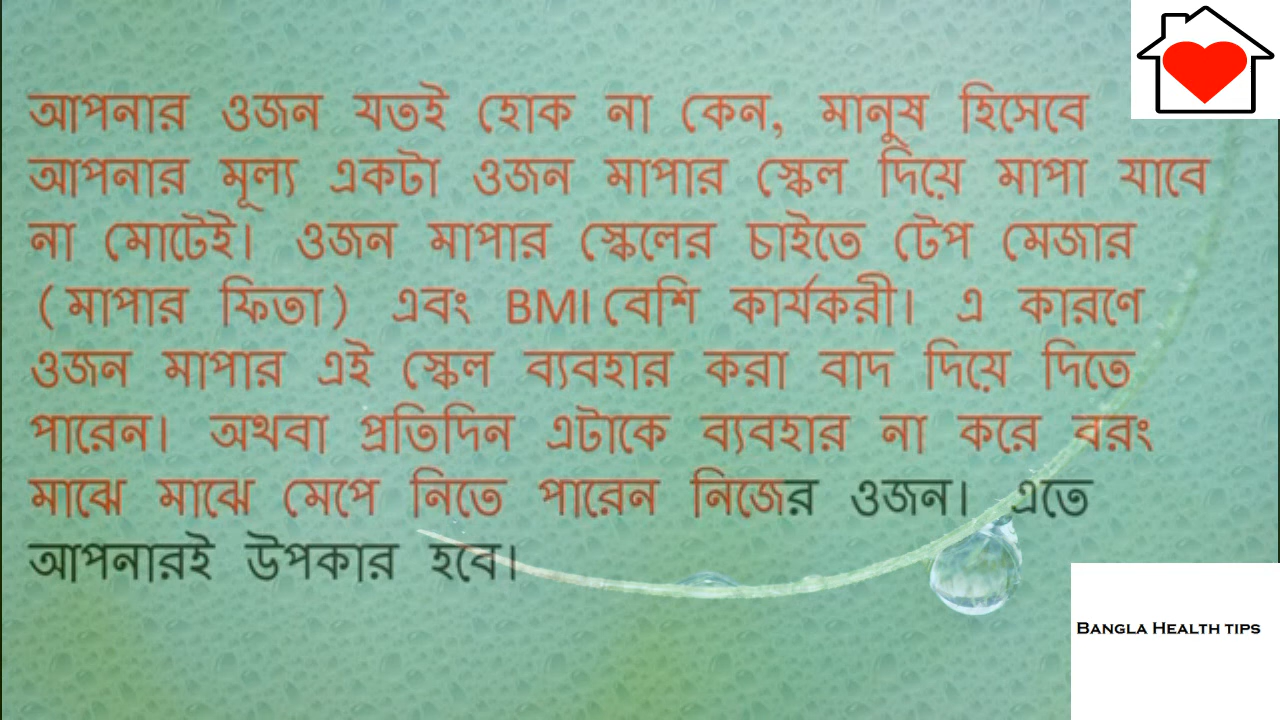 আপনার ওজন যতই হোক না কেন, মানুষ হিসেবে
আপনার মূল্য একটা ওজন মাপার স্কেল দিয়ে মাপা যাবে
না মোটেই। ওজন মাপার স্কেলের চাইতে টেপ মেজার
(মাপার ফিতা) এবং BMI বেশি কার্যকরী। এ কারণে
ওজন মাপার এই স্কেল ব্যবহার করা বাদ দিয়ে দিতে
পারেন। অথবা প্রতিদিন এটাকে ব্যবহার না করে বরং
মাঝে মাঝে মেপে নিতে পারেন নিজের ওজন। এতে
আপনারই উপকার হবে।
BANGLA HEALTH TIPS